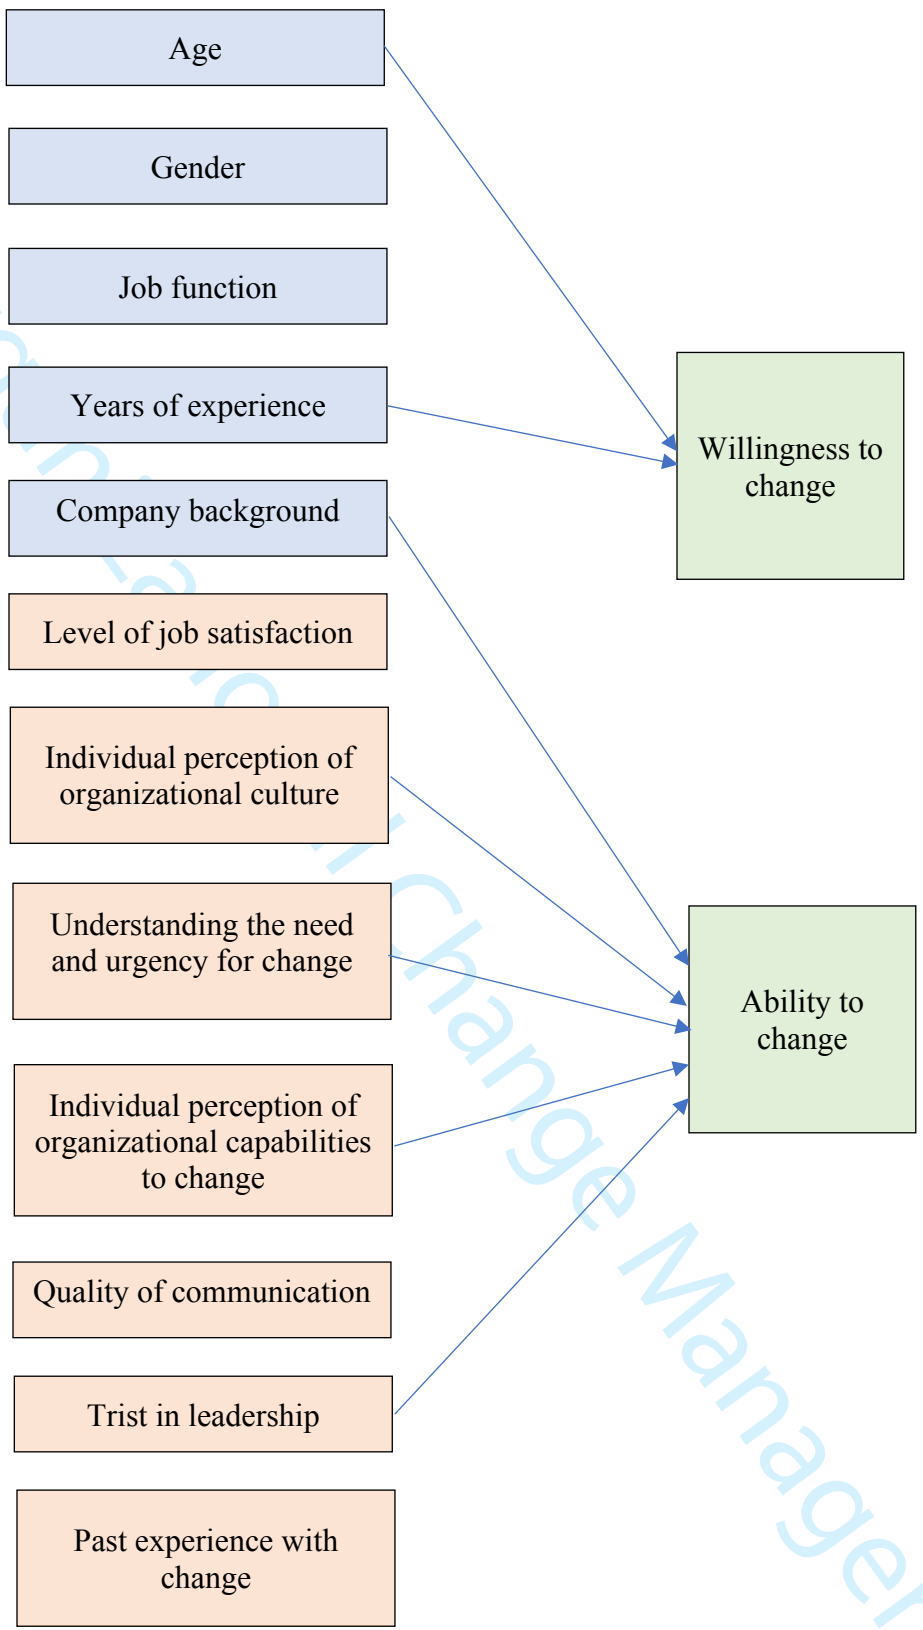 Age
Gender
Job function
Years of experience
Willingness to
change
Company background
Level of job satisfaction
Individual perception of
organizational culture
Understanding the need
and urgency for change
Ability to
change
Individual perception of
organizational capabilities
to change
Quality of communication
Trist in leadership
Past experience with
change
Change